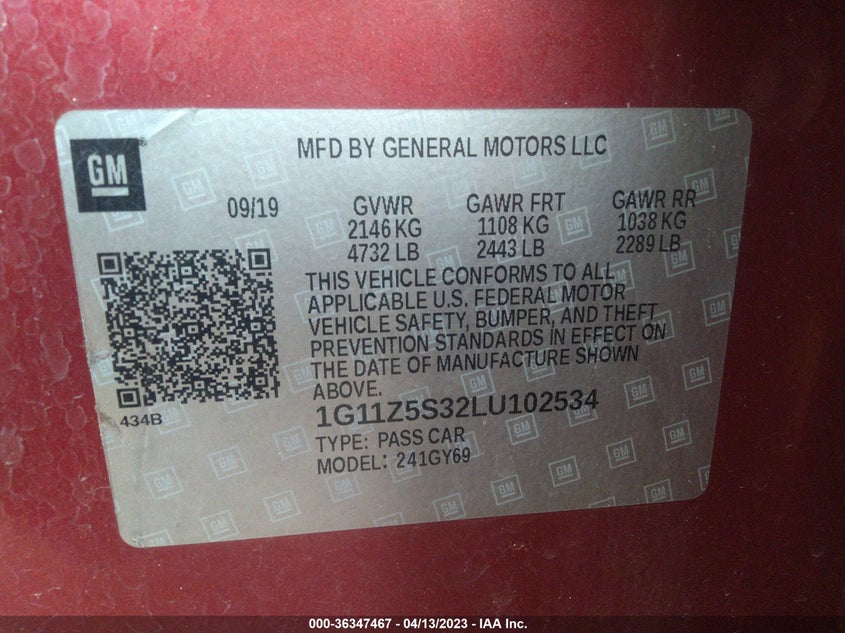 GM
MFD BY GENERAL MOTORS LLC
09/19
GVWR GAWR FRT GAWR RR
2146 KG 1108 KG 1038 KG
4732 LB 2443 LB 2289 LB
THIS VEHICLE CONFORMS TO ALL
APPLICABLE U.S. FEDERAL MOTOR
VEHICLE SAFETY, BUMPER, AND THEFT
PREVENTION STANDARDS IN EFFECT ON
THE DATE OF MANUFACTURE SHOWN
ABOVE.
434B
1G11Z5S32LU102534
TYPE: PASS CAR
MODEL: 241GY69
000-36347467 - 04/13/2023 - IAA Inc.